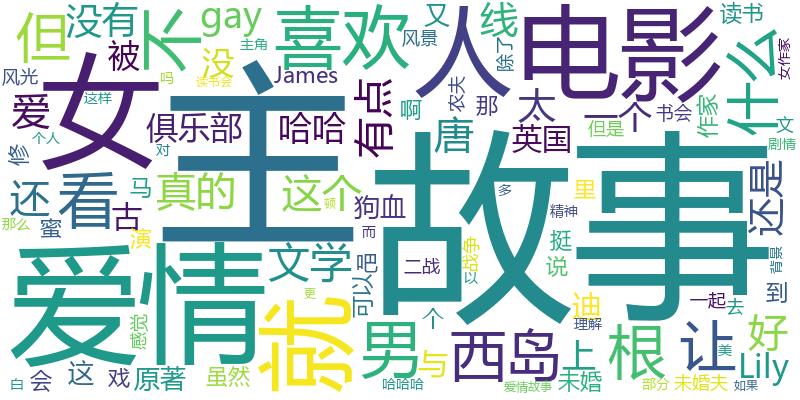 没有 gay 又 线 读书
但 不 喜欢 人 电影 什么
被 没 风景 除了 女作家
主角
风光 James 农夫 那 太 一个 书会 作家
吗 读书会
这样
爱 女 主 故事
俱乐部 哈哈 有点 啊 唐 英国 但是 文
修 个人 对 剧情
还 看 真的 这个 狗血 里 还是
马 古 挺
蜜 演 邑 二战 战争 精神 多
那么 顿 而 以 说 背景
爱情 文学 可以 一起 去 到
感觉 更 个 迪 理解
就 男 西岛 根 让 好
与 上 美
白 会 这 戏 原著 虽然 哈哈哈 爱情故事 未婚 部分 未婚夫 如果 Lily